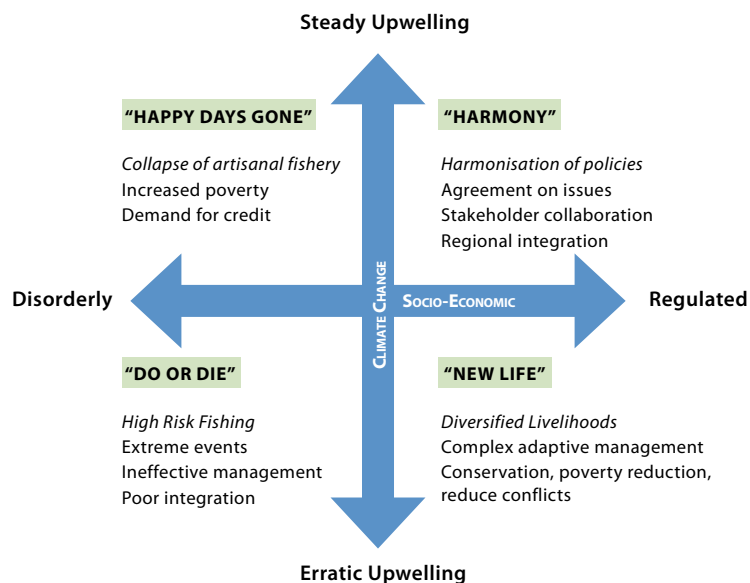 Steady Upwelling
“HAPPY DAYS GONE”
Collapse of artisanal fishery
Increased poverty
Demand for credit
“HARMONY”
Harmonisation of policies
Agreement on issues
Stakeholder collaboration
Regional integration
Disorderly
CLIMATE CHANGE
SOCIO-ECONOMIC
Regulated
“DO OR DIE”
High Risk Fishing
Extreme events
Ineffective management
Poor integration
“NEW LIFE”
Diversified Livelihoods
Complex adaptive management
Conservation, poverty reduction,
reduce conflicts
Erratic Upwelling